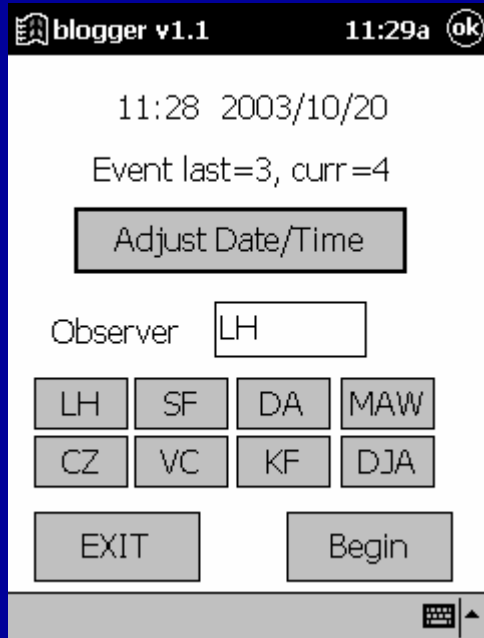 blogger v1.1 11:29a ok
11:28 2003/10/20
Event last=3, curr=4
Adjust Date/Time
Observer LH
LH SF DA MAW
CZ VC KF DJA
EXIT Begin